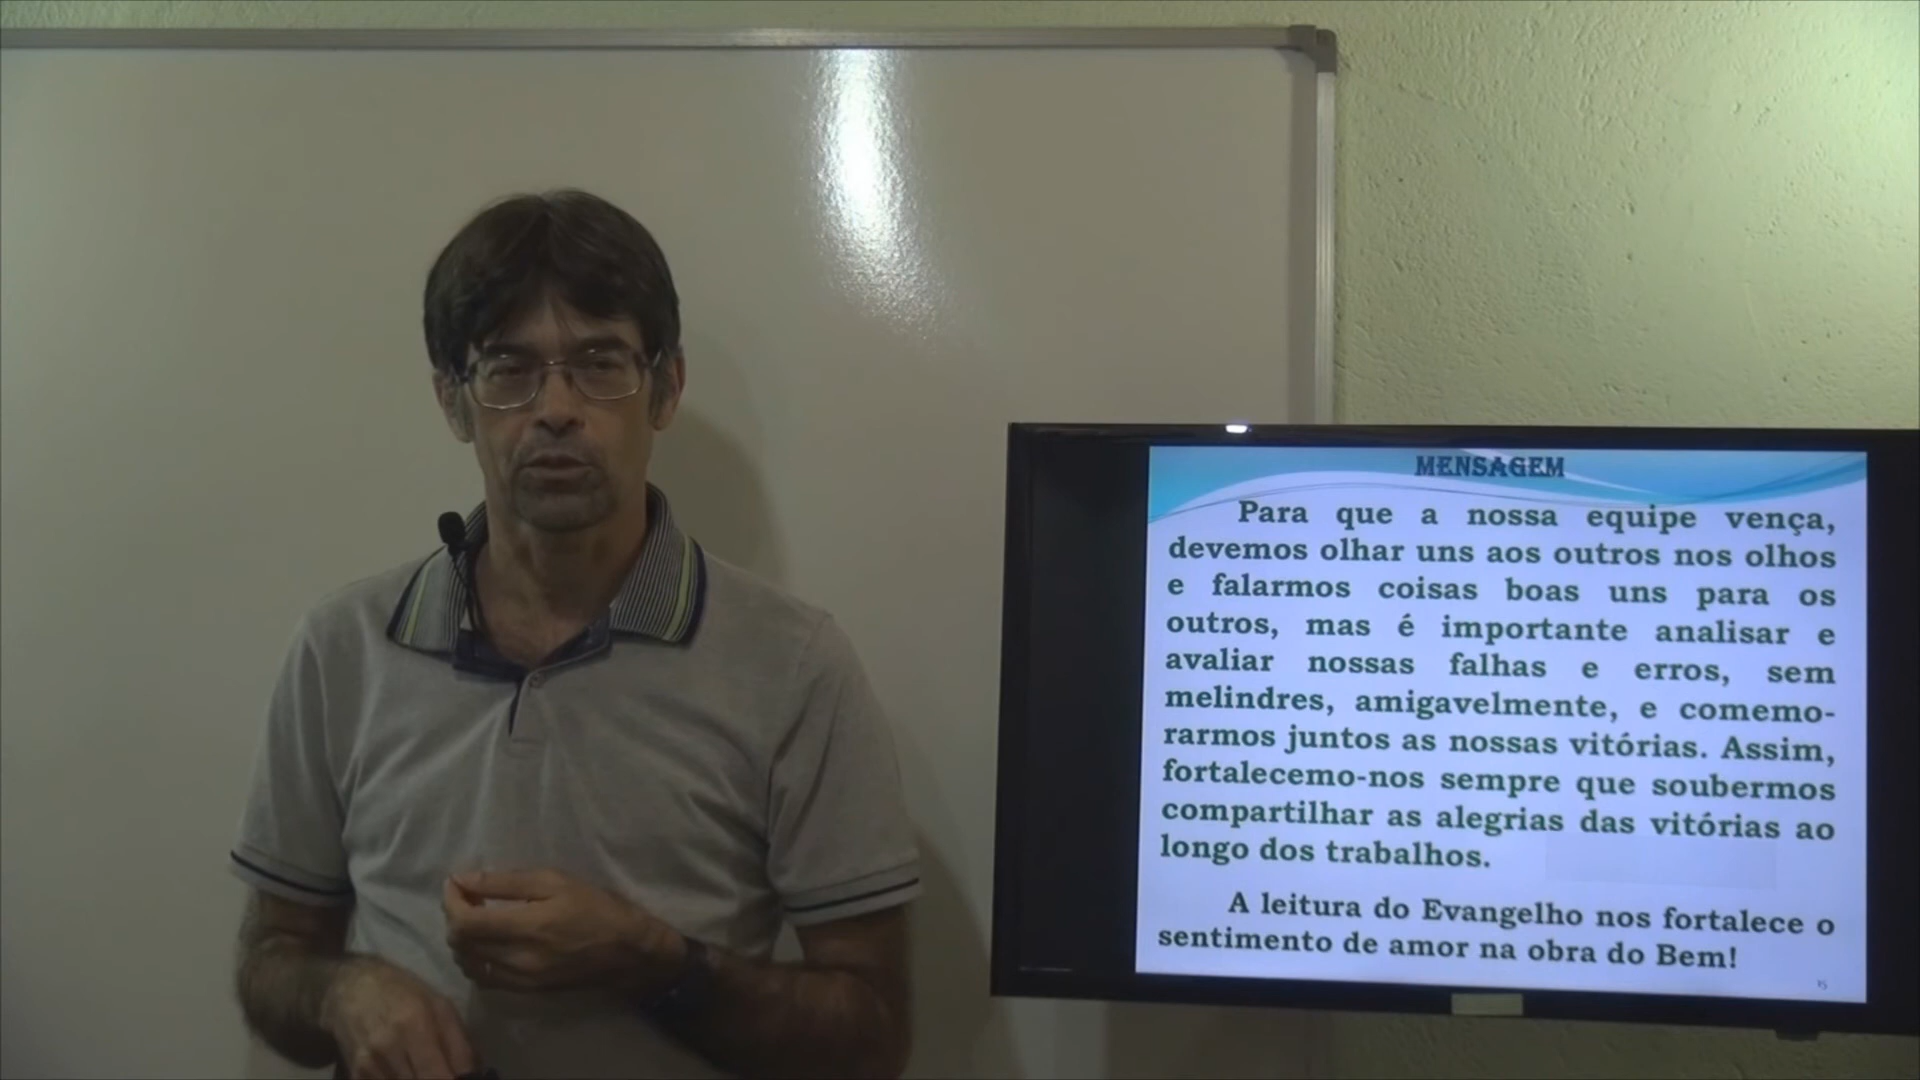 MENSAGEM
Para que a nossa equipe vença,
devemos olhar uns aos outros nos olhos
e falarmos coisas boas uns para os
outros, mas é importante analisar e
avaliar nossas falhas e erros, sem
melindres, amigavelmente, e comemo-
rarmos juntos as nossas vitórias. Assim,
fortalecemo-nos sempre que soubermos
compartilhar as alegrias das vitórias ao
longo dos trabalhos.
A leitura do Evangelho nos fortalece o
sentimento de amor na obra do Bem!
15